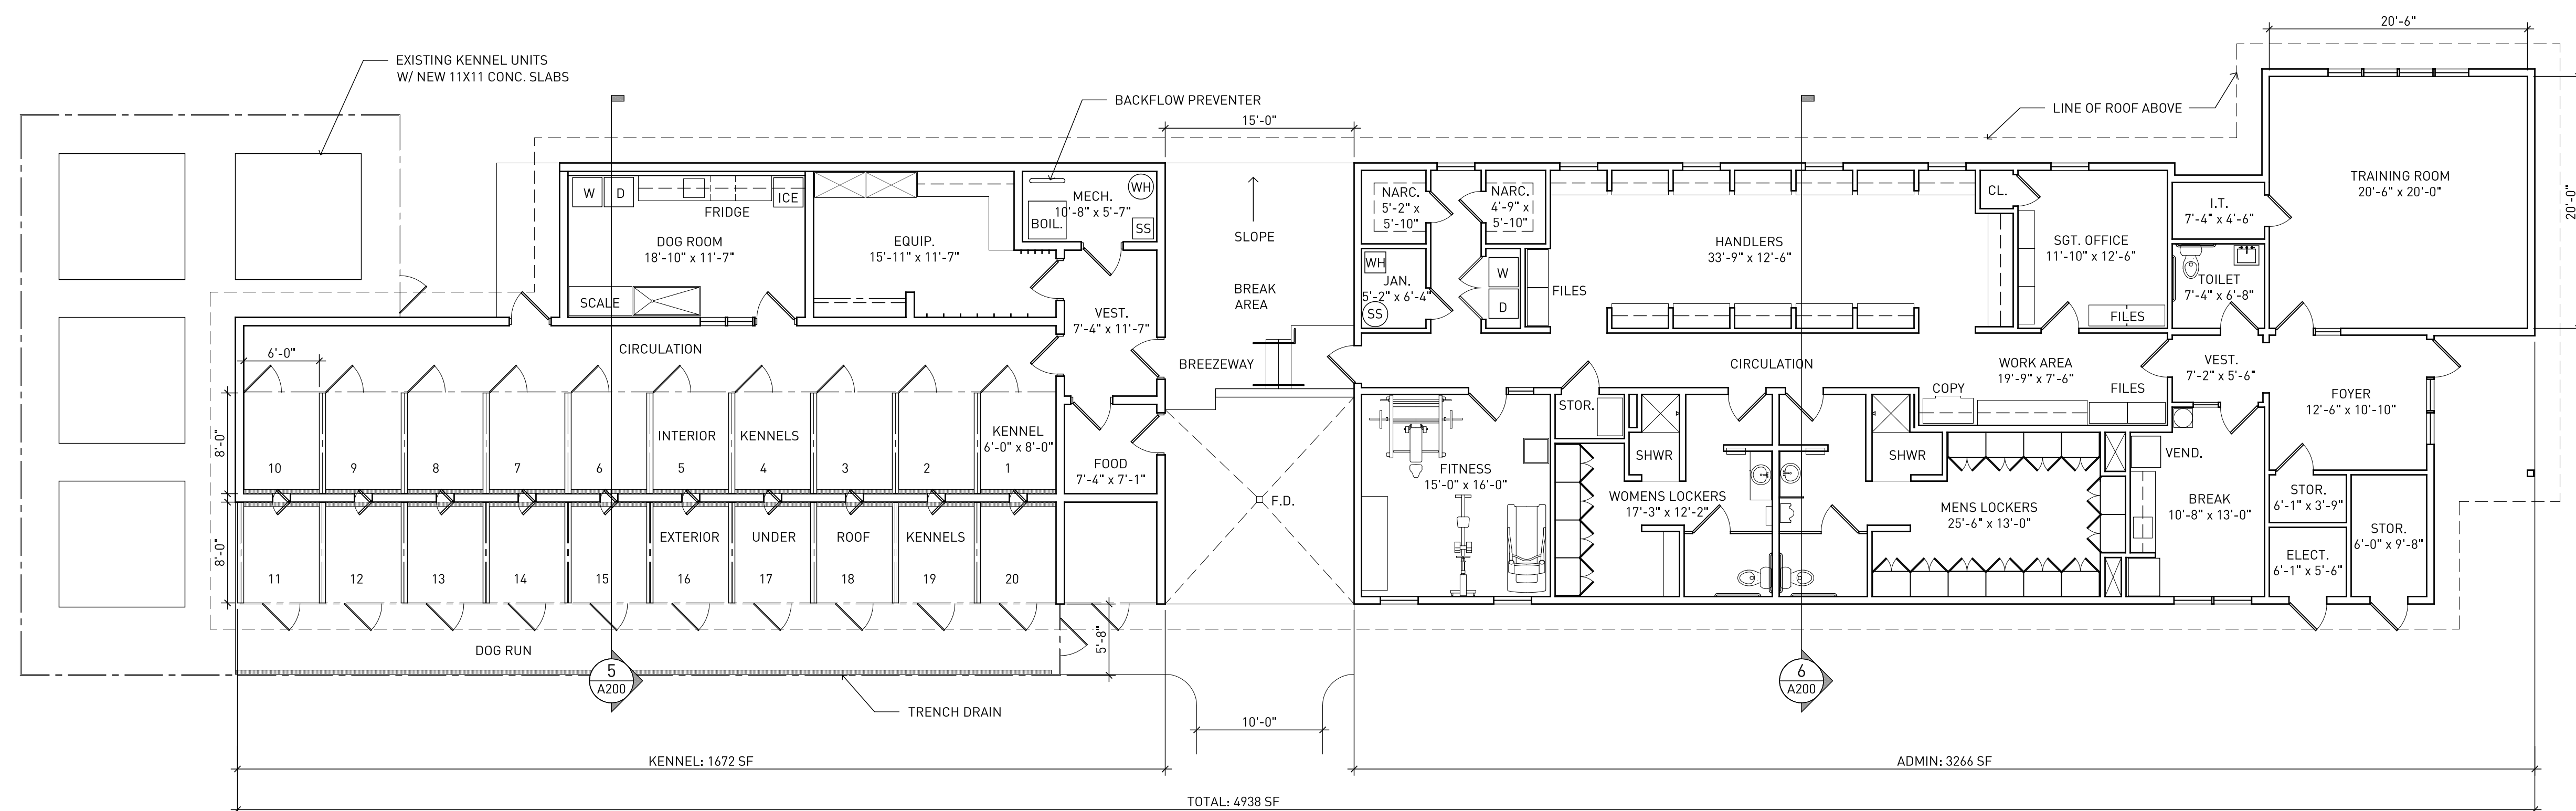 20'-6"
EXISTING KENNEL UNITS
W/ NEW 11X11 CONC. SLABS
BACKFLOW PREVENTER
15'-0"
LINE OF ROOF ABOVE
W
D
FRIDGE
ICE
DOG ROOM
18'-10" x 11'-7"
SCALE
EQUIP.
15'-11" x 11'-7"
MECH.
10'-8" x 5'-7"
WH
BOIL.
SS
VEST.
7'-4" x 11'-7"
SLOPE
BREAK
AREA
BREEZEWAY
NARC.
5'-2" x
5'-10"
NARC.
4'-9" x
5'-10"
WH
JAN.
5'-2" x 6'-4"
SS
W
D
FILES
HANDLERS
33'-9" x 12'-6"
CL.
SGT. OFFICE
11'-10" x 12'-6"
FILES
I.T.
7'-4" x 4'-6"
TOILET
7'-4" x 6'-8"
TRAINING ROOM
20'-6" x 20'-0"
20'-0"
6'-0"
CIRCULATION
CIRCULATION
WORK AREA
19'-9" x 7'-6"
COPY
FILES
VEST.
7'-2" x 5'-6"
FOYER
12'-6" x 10'-10"
8'-0"
INTERIOR
KENNELS
KENNEL
6'-0" x 8'-0"
10
9
8
7
6
5
4
3
2
1
FOOD
7'-4" x 7'-1"
F.D.
FITNESS
15'-0" x 16'-0"
STOR.
SHWR
WOMENS LOCKERS
17'-3" x 12'-2"
SHWR
MENS LOCKERS
25'-6" x 13'-0"
VEND.
BREAK
10'-8" x 13'-0"
STOR.
6'-1" x 3'-9"
ELECT.
6'-1" x 5'-6"
STOR.
6'-0" x 9'-8"
8'-0"
EXTERIOR
UNDER
ROOF
KENNELS
11
12
13
14
15
16
17
18
19
20
DOG RUN
5'-8"
5
A200
6
A200
TRENCH DRAIN
10'-0"
KENNEL: 1672 SF
ADMIN: 3266 SF
TOTAL: 4938 SF